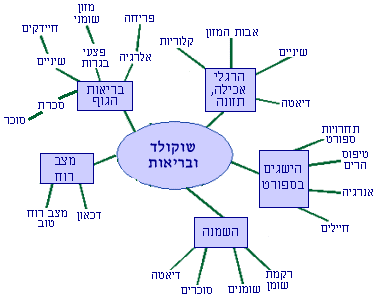 שוקולד
ובריאות
בריאות
הגוף
חיידקים
מזון
שומני
פריחה
שיניים
פצעי
בגרות
אלרגיה
סכרת
סוכר
הרגלי
אכילה,
תזונה
קלוריות
אבות המזון
שיניים
דיאטה
הישגים
בספורט
תחרויות
ספורט
טיפוס
הרים
אנרגיה
חיילים
השמנה
דיאטה
סוכרים
שומנים
רקמת
שומן
מצב
רוח
מצב רוח
טוב
דכאון